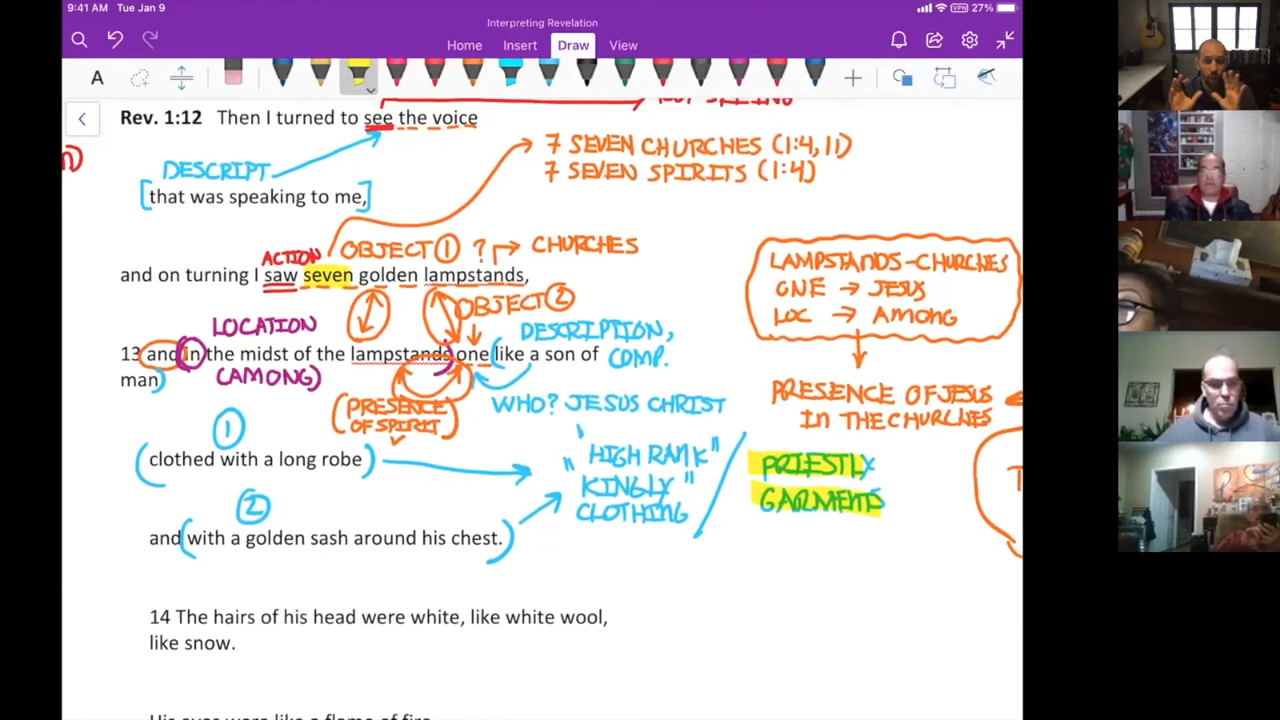 9:41 AM Tue Jan 9
VPN 27%
Interpreting Revelation
Home Insert Draw View
A
Rev. 1:12 Then I turned to see the voice
7 SEVEN CHURCHES (1:4, 11)
7 SEVEN SPIRITS (1:4)
DESCRIPT
[that was speaking to me,]
ACTION OBJECT 1 ? CHURCHES
and on turning I saw seven golden lampstands,
LAMPSTANDS-CHURCHES
ONE → JESUS
LOC → AMONG
OBJECT 2
LOCATION
(AMONG)
DESCRIPTION,
COMP.
13 and in the midst of the lampstands) one (like a son of
man)
PRESENCE OF JESUS
IN THE CHURCHES
(PRESENCE
OF SPIRIT)
WHO? JESUS CHRIST
1
(clothed with a long robe)
"HIGH RANK"
KINGLY"
CLOTHING
PRIESTLY
GARMENTS
2
and (with a golden sash around his chest.)
14 The hairs of his head were white, like white wool,
like snow.